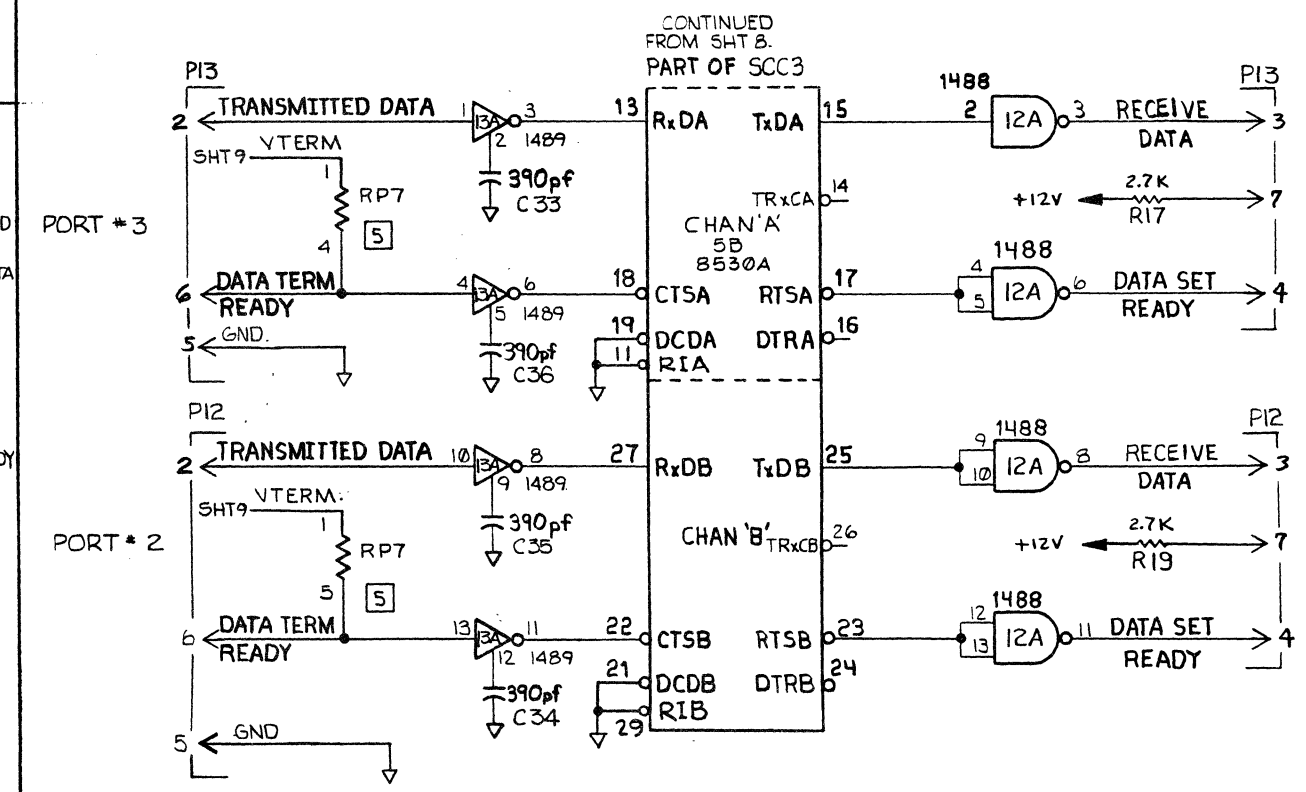 CONTINUED
FROM SHT 8.
PART OF SCC3
P13
2 TRANSMITTED DATA 1 13A 3 13 RxDA TxDA 15 2 1488 12A 3 RECEIVE DATA 3
P13
SHT9 VTERM
2 1489
390pf
C33
1
RP7
5
4
TRxCA 14
+12V 2.7K 7
R17
PORT #3
CHAN 'A'
5B
8530A
1488
6 DATA TERM READY 4 13A 6 18 CTSA RTSA 17 4 5 12A 6 DATA SET READY 4
5 1489
5 GND.
390pf
C36
19 DCDA DTRA 16
11 RIA
P12
P12
2 TRANSMITTED DATA 10 13A 8 27 RxDB TxDB 25 9 10 1488 12A 8 RECEIVE DATA 3
9 1489
SHT9 VTERM.
390pf
C35
1
RP7
5
5
PORT # 2
CHAN 'B' TRxCB 26
+12V 2.7K 7
R19
1488
6 DATA TERM READY 13 13A 11 22 CTSB RTSB 23 12 13 12A 11 DATA SET READY 4
12 1489
390pf
C34
21 DCDB DTRB 24
29 RIB
5 GND
D
TA
DY